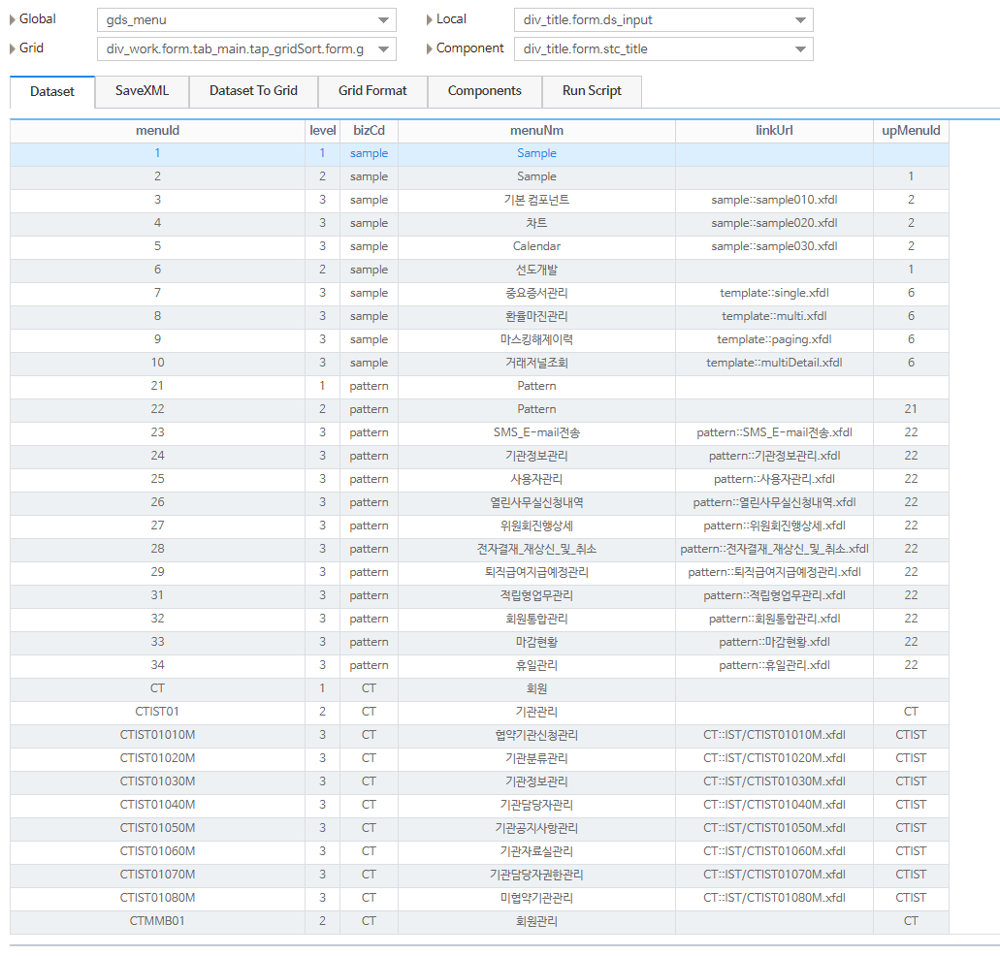 Global gds_menu Local div_title.form.ds_input
Grid div_work.form.tab_main.tap_gridSort.form.g Component div_title.form.stc_title
Dataset SaveXML Dataset To Grid Grid Format Components Run Script
menuId level bizCd menuNm linkUrl upMenuId
1 1 sample Sample
2 2 sample Sample 1
3 3 sample 기본 컴포넌트 sample::sample010.xfdl 2
4 3 sample 차트 sample::sample020.xfdl 2
5 3 sample Calendar sample::sample030.xfdl 2
6 2 sample 선도개발 1
7 3 sample 중요증서관리 template::single.xfdl 6
8 3 sample 환율마진관리 template::multi.xfdl 6
9 3 sample 마스킹해제이력 template::paging.xfdl 6
10 3 sample 거래저널조회 template::multiDetail.xfdl 6
21 1 pattern Pattern
22 2 pattern Pattern 21
23 3 pattern SMS_E-mail전송 pattern::SMS_E-mail전송.xfdl 22
24 3 pattern 기관정보관리 pattern::기관정보관리.xfdl 22
25 3 pattern 사용자관리 pattern::사용자관리.xfdl 22
26 3 pattern 열린사무실신청내역 pattern::열린사무실신청내역.xfdl 22
27 3 pattern 위원회진행상세 pattern::위원회진행상세.xfdl 22
28 3 pattern 전자결재_재상신_및_취소 pattern::전자결재_재상신_및_취소.xfdl 22
29 3 pattern 퇴직급여지급예정관리 pattern::퇴직급여지급예정관리.xfdl 22
31 3 pattern 적립형업무관리 pattern::적립형업무관리.xfdl 22
32 3 pattern 회원통합관리 pattern::회원통합관리.xfdl 22
33 3 pattern 마감현황 pattern::마감현황.xfdl 22
34 3 pattern 휴일관리 pattern::휴일관리.xfdl 22
CT 1 CT 회원
CTIST01 2 CT 기관관리 CT
CTIST01010M 3 CT 협약기관신청관리 CT::IST/CTIST01010M.xfdl CTIST
CTIST01020M 3 CT 기관분류관리 CT::IST/CTIST01020M.xfdl CTIST
CTIST01030M 3 CT 기관정보관리 CT::IST/CTIST01030M.xfdl CTIST
CTIST01040M 3 CT 기관담당자관리 CT::IST/CTIST01040M.xfdl CTIST
CTIST01050M 3 CT 기관공지사항관리 CT::IST/CTIST01050M.xfdl CTIST
CTIST01060M 3 CT 기관자료실관리 CT::IST/CTIST01060M.xfdl CTIST
CTIST01070M 3 CT 기관담당자권한관리 CT::IST/CTIST01070M.xfdl CTIST
CTIST01080M 3 CT 미협약기관관리 CT::IST/CTIST01080M.xfdl CTIST
CTMMB01 2 CT 회원관리 CT